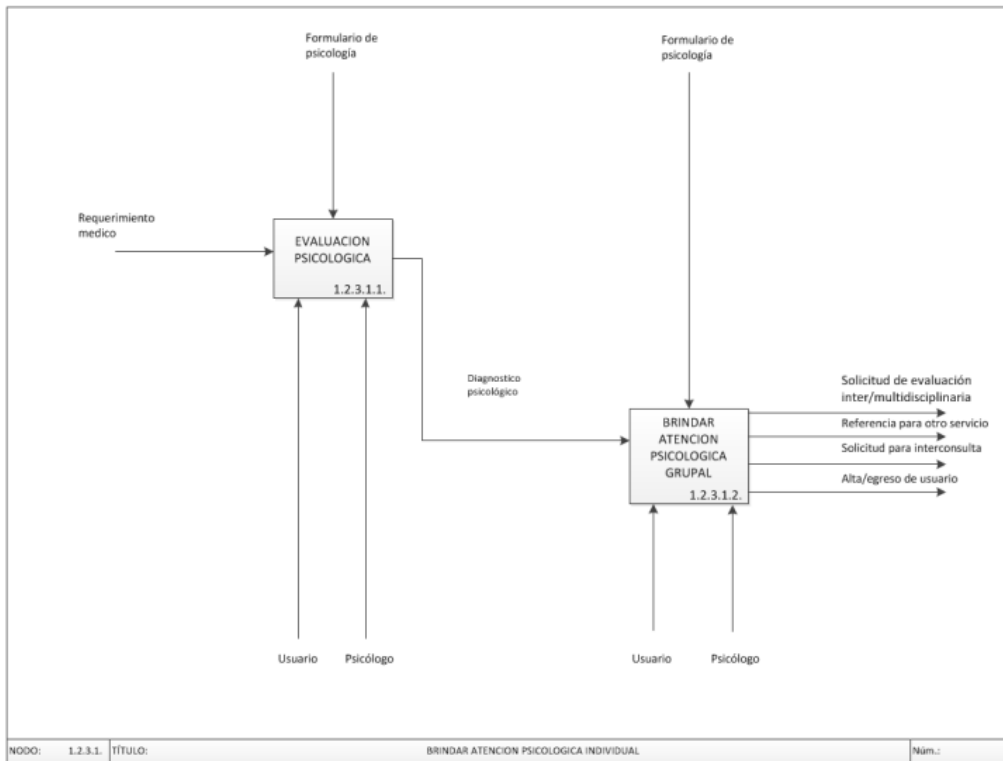 Formulario de
psicología
Formulario de
psicología
Requerimiento
medico
EVALUACION
PSICOLOGICA
1.2.3.1.1.
Diagnostico
psicológico
BRINDAR
ATENCION
PSICOLOGICA
GRUPAL
1.2.3.1.2.
Solicitud de evaluación
inter/multidisciplinaria
Referencia para otro servicio
Solicitud para interconsulta
Alta/egreso de usuario
Usuario
Psicólogo
Usuario
Psicólogo
NODO: 1.2.3.1. TÍTULO: BRINDAR ATENCION PSICOLOGICA INDIVIDUAL Núm.: